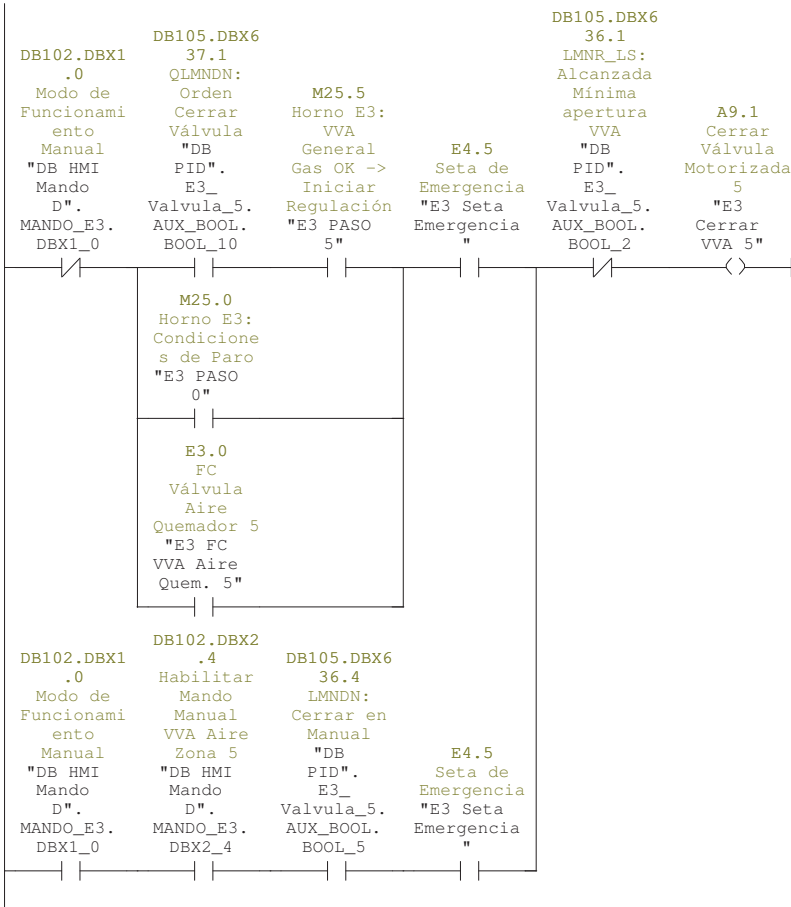 DB102.DBX1
.0
Modo de
Funcionami
ento
Manual
"DB HMI
Mando
D".
MANDO_E3.
DBX1_0
DB105.DBX6
37.1
QLMNDN:
Orden
Cerrar
Válvula
"DB
PID".
E3_
Valvula_5.
AUX_BOOL.
BOOL_10
M25.5
Horno E3:
VVA
General
Gas OK ->
Iniciar
Regulación
"E3 PASO
5"
E4.5
Seta de
Emergencia
"E3 Seta
Emergencia
"
DB105.DBX6
36.1
LMNR_LS:
Alcanzada
Mínima
apertura
VVA
"DB
PID".
E3_
Valvula_5.
AUX_BOOL.
BOOL_2
A9.1
Cerrar
Válvula
Motorizada
5
"E3
Cerrar
VVA 5"
M25.0
Horno E3:
Condicione
s de Paro
"E3 PASO
0"
E3.0
FC
Válvula
Aire
Quemador 5
"E3 FC
VVA Aire
Quem. 5"
DB102.DBX1
.0
Modo de
Funcionami
ento
Manual
"DB HMI
Mando
D".
MANDO_E3.
DBX1_0
DB102.DBX2
.4
Habilitar
Mando
Manual
VVA Aire
Zona 5
"DB HMI
Mando
D".
MANDO_E3.
DBX2_4
DB105.DBX6
36.4
LMNDN:
Cerrar en
Manual
"DB
PID".
E3_
Valvula_5.
AUX_BOOL.
BOOL_5
E4.5
Seta de
Emergencia
"E3 Seta
Emergencia
"